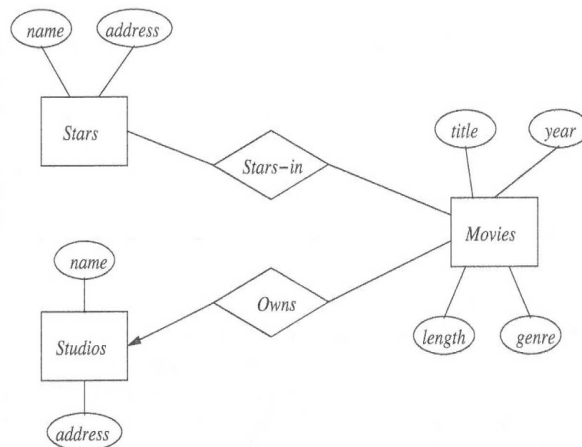 name
address
Stars
Stars-in
title
year
Movies
name
Owns
Studios
length
genre
address